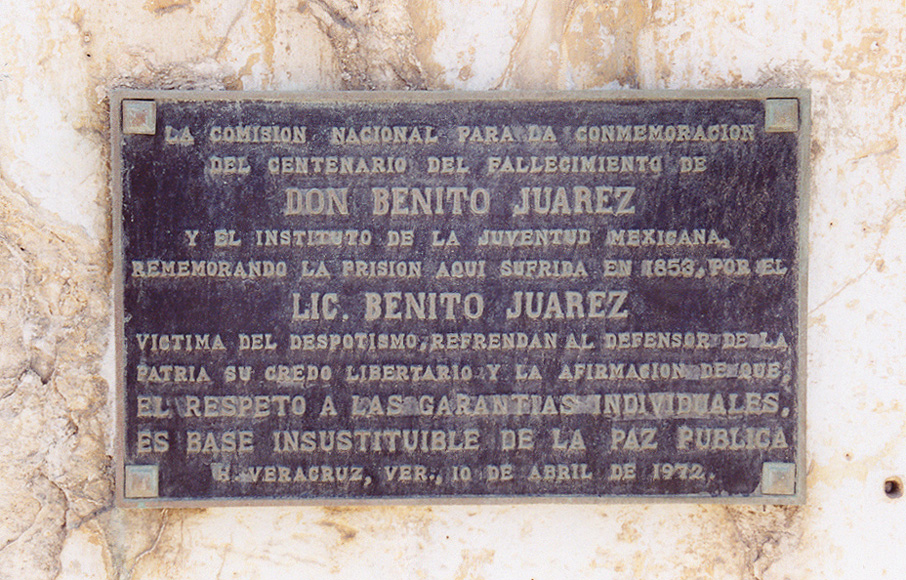 LA COMISION NACIONAL PARA LA CONMEMORACION
DEL CENTENARIO DEL FALLECIMIENTO DE
DON BENITO JUAREZ
Y EL INSTITUTO DE LA JUVENTUD MEXICANA,
REMEMORANDO LA PRISION AQUI SUFRIDA EN 1853, POR EL
LIC. BENITO JUAREZ
VICTIMA DEL DESPOTISMO, REFRENDAN AL DEFENSOR DE LA
PATRIA SU CREDO LIBERTARIO Y LA AFIRMACION DE QUE,
EL RESPETO A LAS GARANTIAS INDIVIDUALES,
ES BASE INSUSTITUIBLE DE LA PAZ PUBLICA
H. VERACRUZ, VER., 10 DE ABRIL DE 1972.